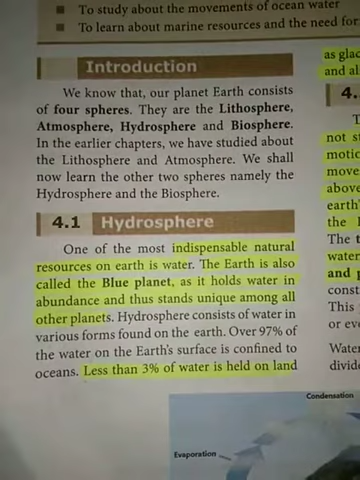 To study about the movements of ocean water
To learn about marine resources and the need for
Introduction
We know that, our planet Earth consists
of four spheres. They are the Lithosphere,
Atmosphere, Hydrosphere and Biosphere.
In the earlier chapters, we have studied about
the Lithosphere and Atmosphere. We shall
now learn the other two spheres namely the
Hydrosphere and the Biosphere.
4.1 Hydrosphere
One of the most indispensable natural
resources on earth is water. The Earth is also
called the Blue planet, as it holds water in
abundance and thus stands unique among all
other planets. Hydrosphere consists of water in
various forms found on the earth. Over 97% of
the water on the Earth's surface is confined to
oceans. Less than 3% of water is held on land
Condensation
Evaporation
as glac
and al
4.
T
not st
motio
move
above
earth'
the
The t
water
and p
const
This
or eve
Water
divide